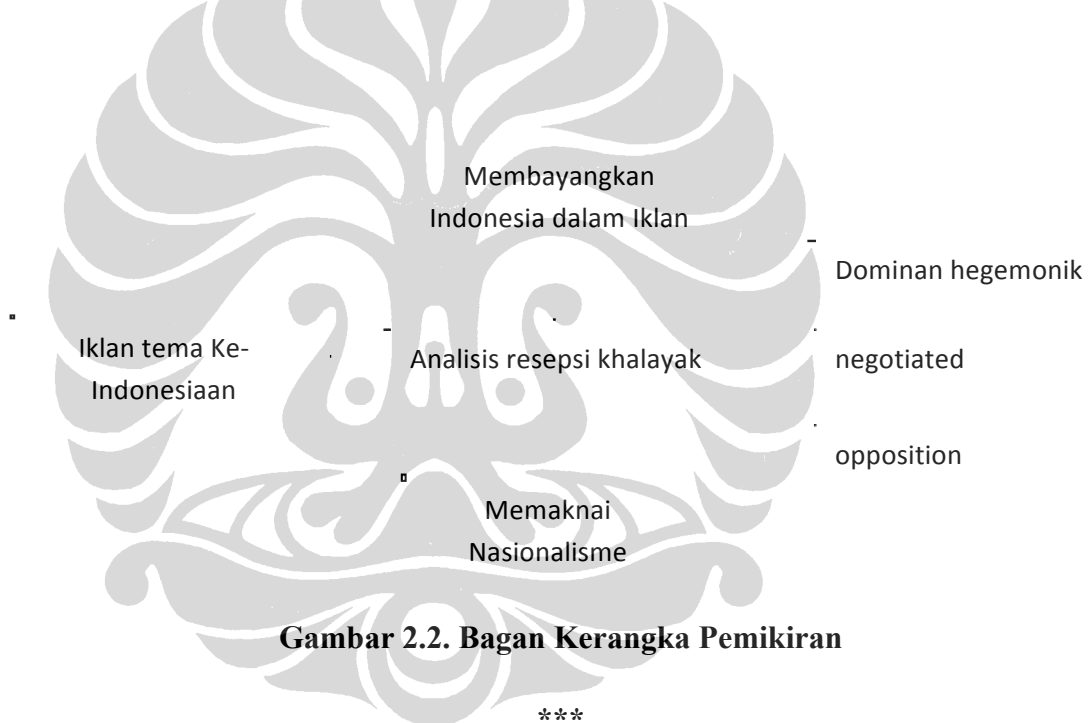 Membayangkan
Indonesia dalam Iklan
Dominan hegemonik
Iklan tema Ke-
Indonesiaan
Analisis resepsi khalayak
negotiated
opposition
Memaknai
Nasionalisme
Gambar 2.2. Bagan Kerangka Pemikiran
***